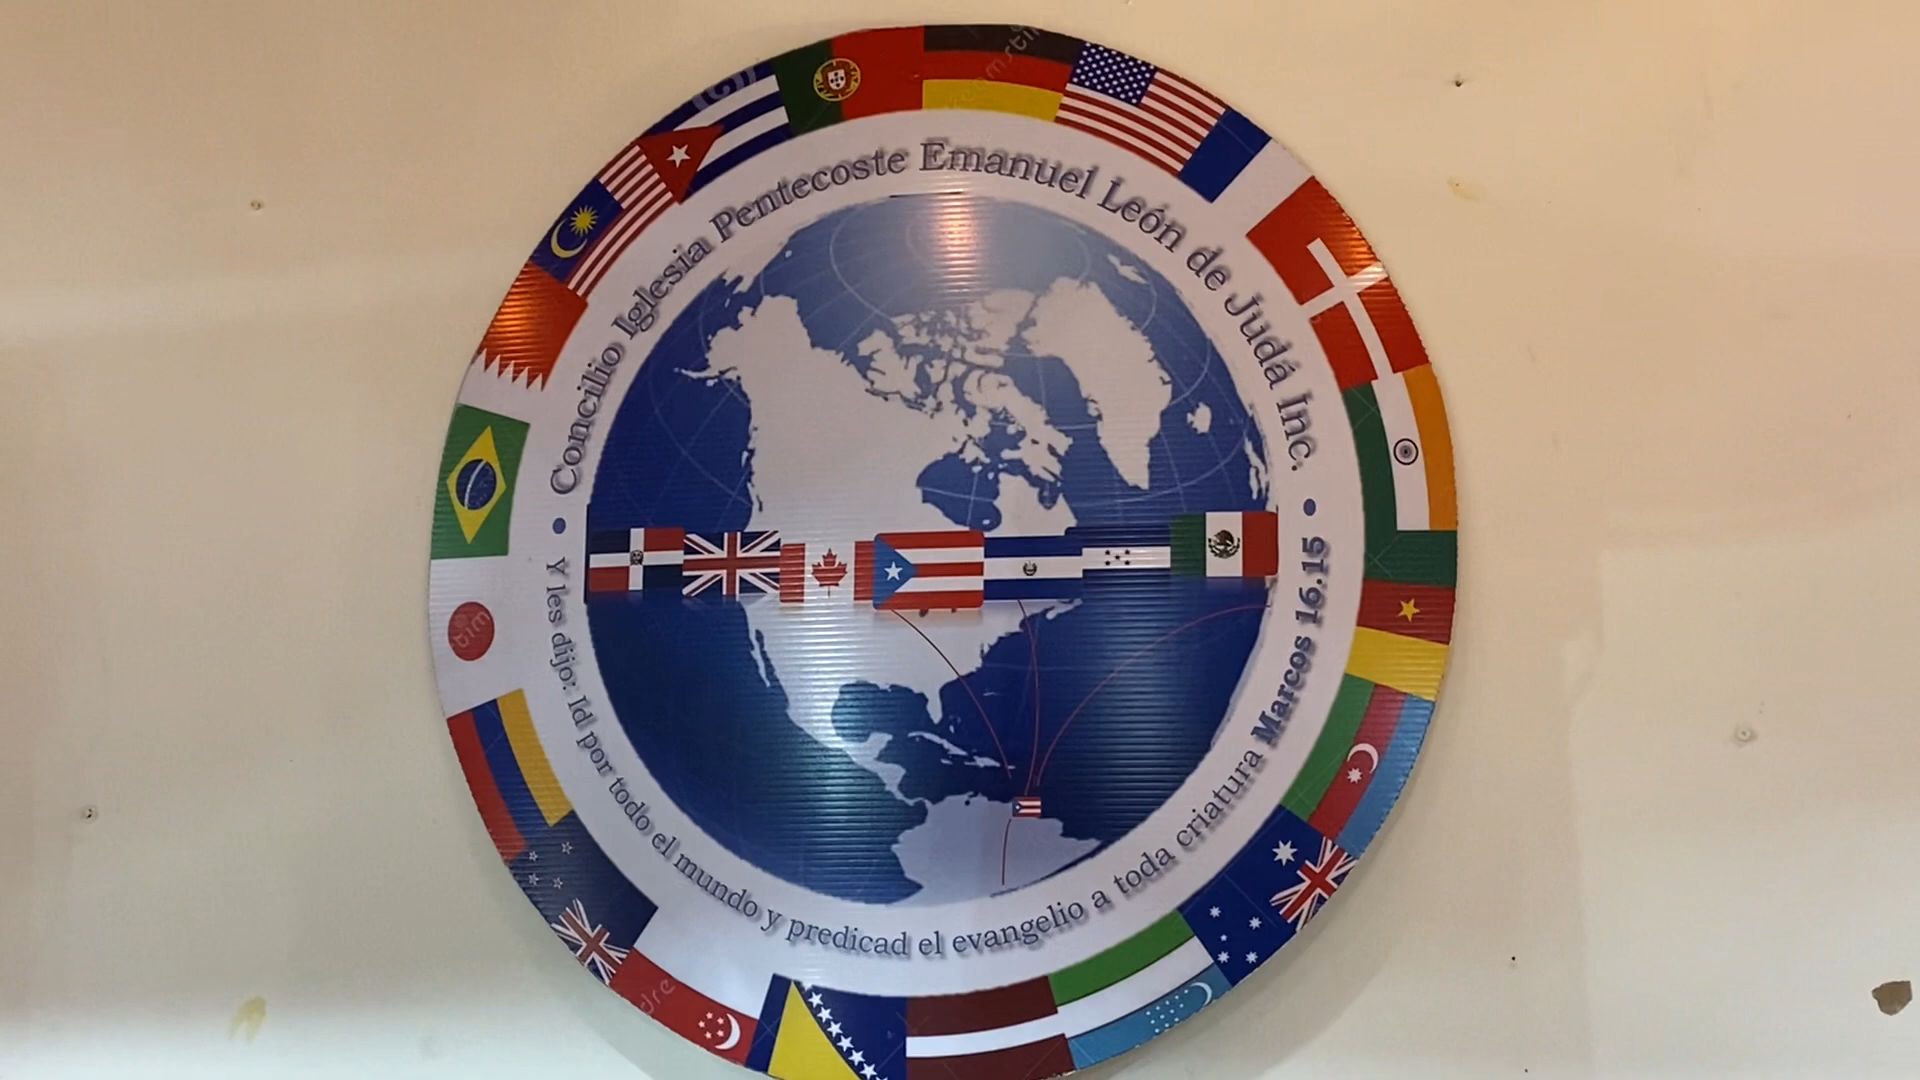 Concilio Iglesia Pentecoste Emanuel León de Judá Inc.
Y les dijo: Id por todo el mundo y predicad el evangelio a toda criatura Marcos 16.15